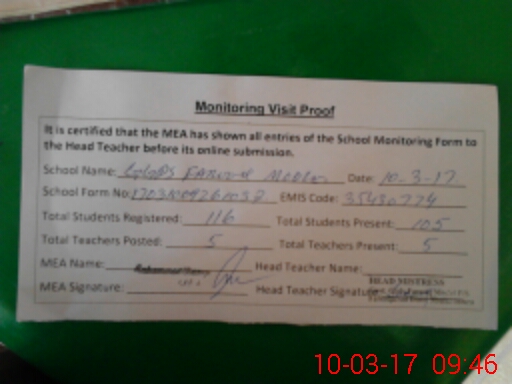 Monitoring Visit Proof
It is certified that the MEA has shown all entries of the School Monitoring Form to
the Head Teacher before its online submission.
School Name: Model Date: 10-3-17
School Form No: EMIS Code: 35430774
Total Students Registered: 116 Total Students Present: 105
Total Teachers Posted: 5 Total Teachers Present: 5
MEA Name: Head Teacher Name:
HEAD MISTRESS
MEA Signature: Head Teacher Signature:
10-03-17 09:46